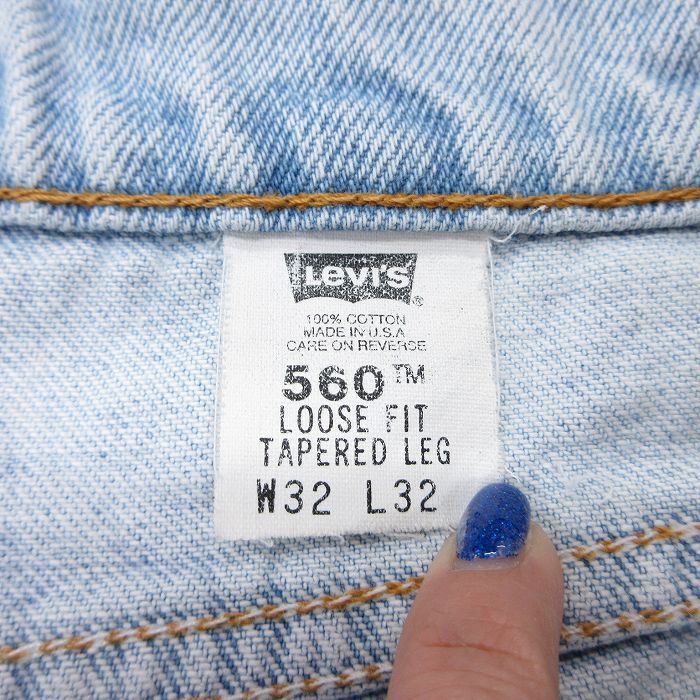 Levi's ®
100% COTTON
MADE IN U.S.A
CARE ON REVERSE
560™
LOOSE FIT
TAPERED LEG
W32 L32